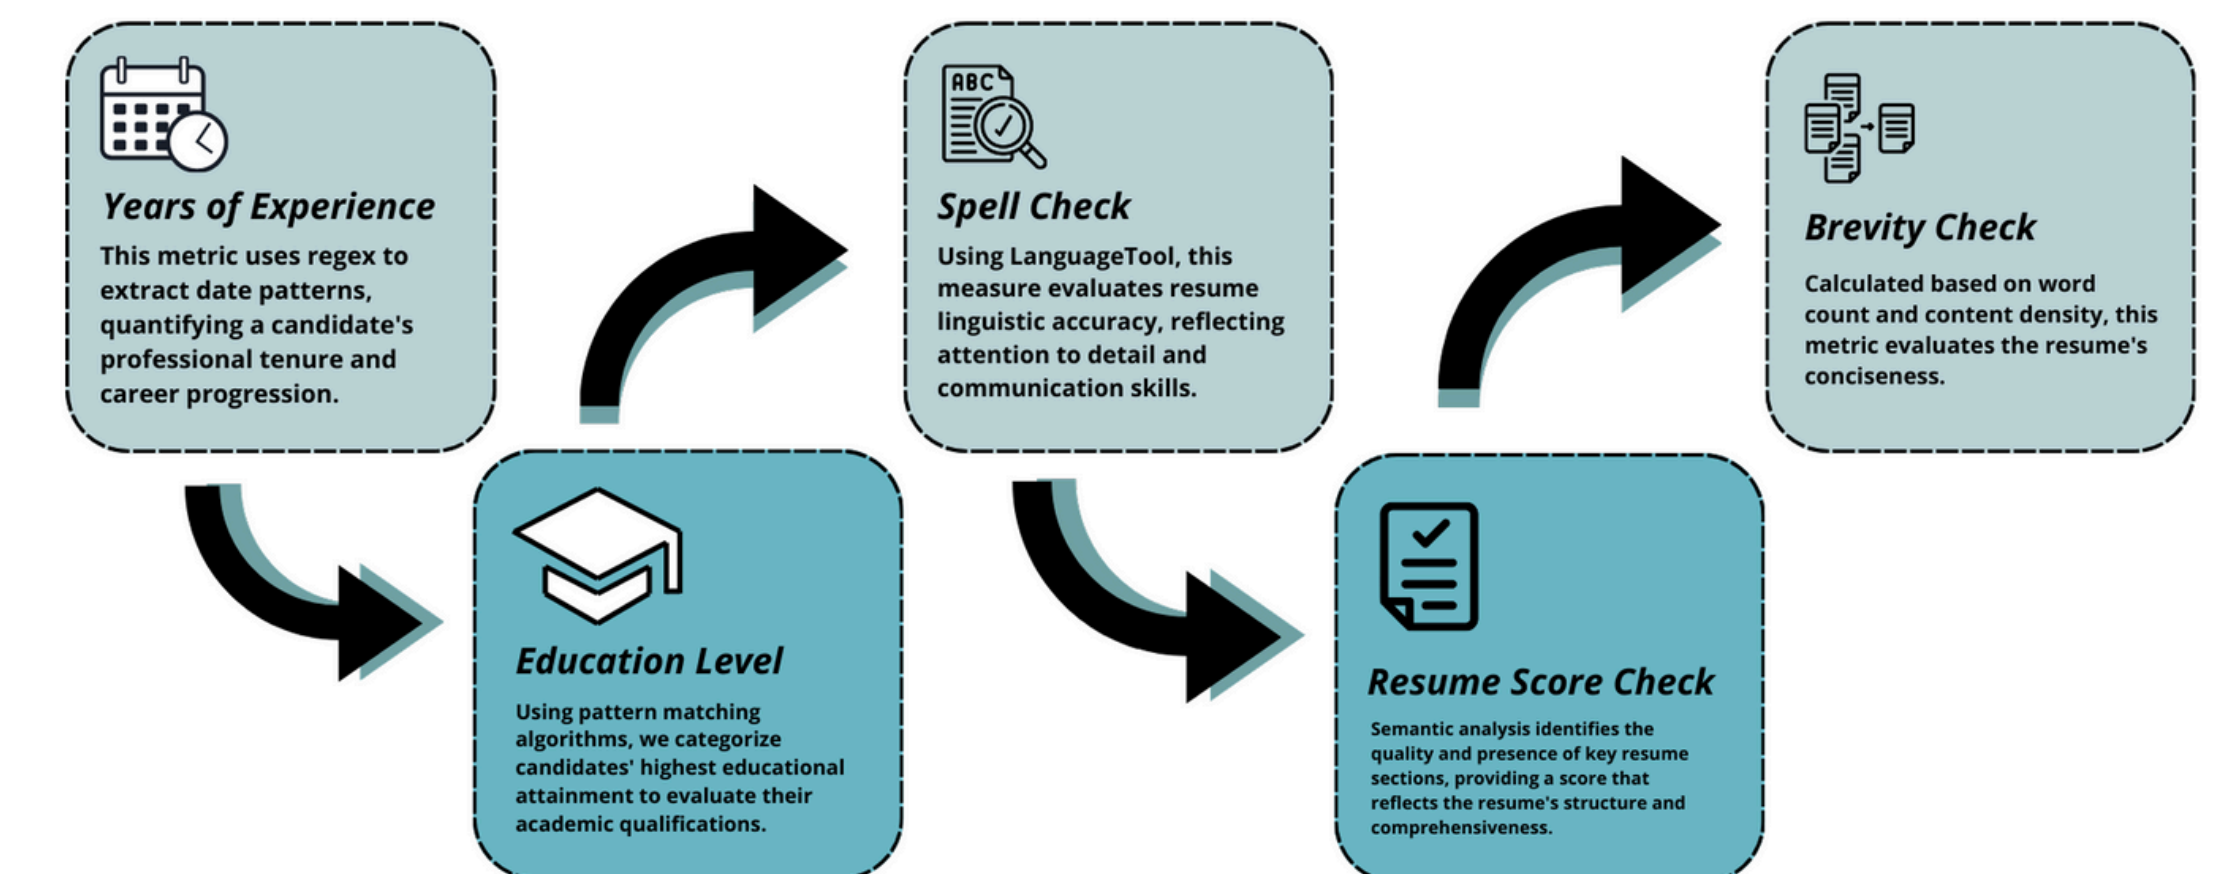 Years of Experience
This metric uses regex to
extract date patterns,
quantifying a candidate's
professional tenure and
career progression.
Education Level
Using pattern matching
algorithms, we categorize
candidates' highest educational
attainment to evaluate their
academic qualifications.
ABC
Spell Check
Using LanguageTool, this
measure evaluates resume
linguistic accuracy, reflecting
attention to detail and
communication skills.
Resume Score Check
Semantic analysis identifies the
quality and presence of key resume
sections, providing a score that
reflects the resume's structure and
comprehensiveness.
Brevity Check
Calculated based on word
count and content density, this
metric evaluates the resume's
conciseness.